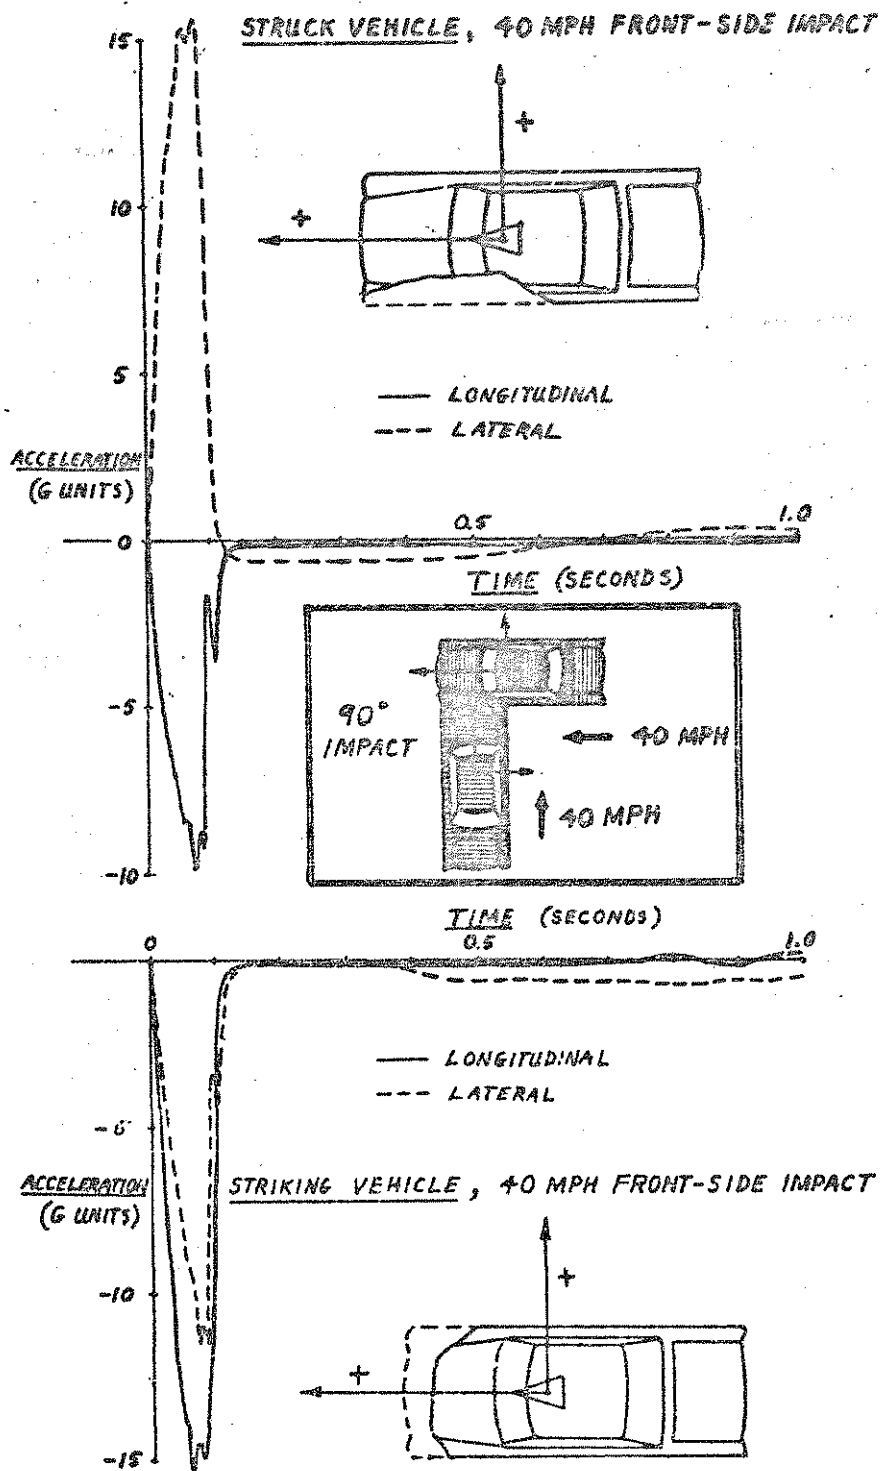 STRUCK VEHICLE, 40 MPH FRONT-SIDE IMPACT
15
+
10
+
5
LONGITUDINAL
LATERAL
ACCELERATION
(G UNITS)
0
0.5
1.0
TIME (SECONDS)
-5
90°
IMPACT
40 MPH
40 MPH
-10
TIME (SECONDS)
0
0.5
1.0
LONGITUDINAL
LATERAL
ACCELERATION
(G UNITS)
STRIKING VEHICLE, 40 MPH FRONT-SIDE IMPACT
+
-10
+
-15